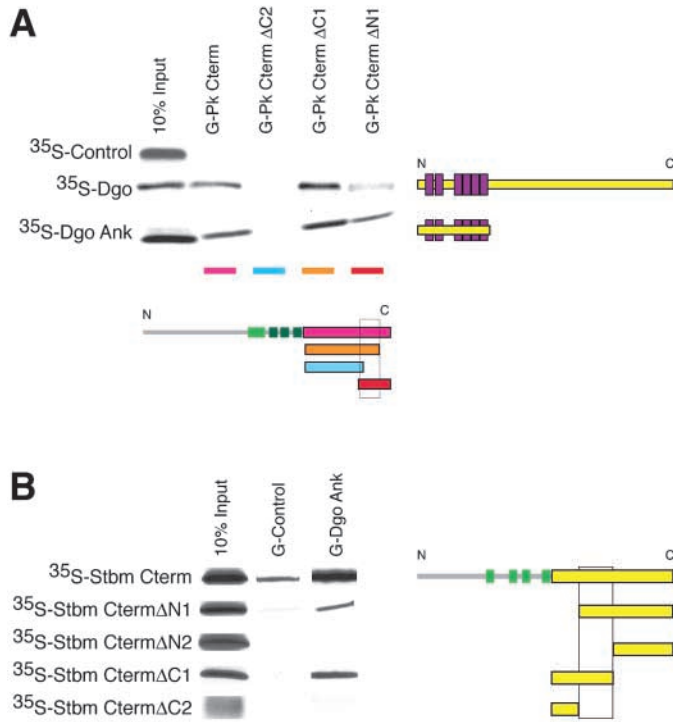 A
10% Input
G-Pk Cterm
G-Pk Cterm ΔC2
G-Pk Cterm ΔC1
G-Pk Cterm ΔN1
35S-Control
35S-Dgo
35S-Dgo Ank
N C
N C
B
10% Input
G-Control
G-Dgo Ank
35S-Stbm Cterm
35S-Stbm CtermΔN1
35S-Stbm CtermΔN2
35S-Stbm CtermΔC1
35S-Stbm CtermΔC2
N C